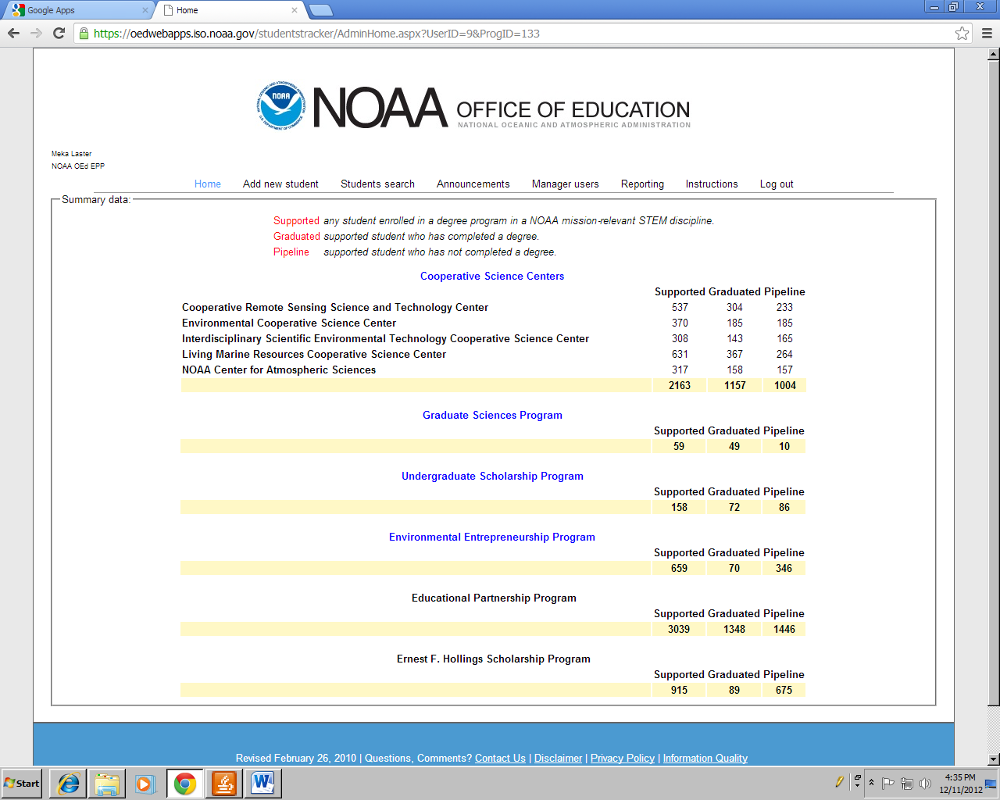 Google Apps
Home
https://oedwebapps.iso.noaa.gov/studentstracker/AdminHome.aspx?UserID=9&ProgID=133
NOAA
NOAA OFFICE OF EDUCATION
NATIONAL OCEANIC AND ATMOSPHERIC ADMINISTRATION
Meka Laster
NOAA OEd EPP
Home Add new student Students search Announcements Manager users Reporting Instructions Log out
Summary data:
Supported any student enrolled in a degree program in a NOAA mission-relevant STEM discipline.
Graduated supported student who has completed a degree.
Pipeline supported student who has not completed a degree.
Cooperative Science Centers
Supported Graduated Pipeline
Cooperative Remote Sensing Science and Technology Center 537 304 233
Environmental Cooperative Science Center 370 185 185
Interdisciplinary Scientific Environmental Technology Cooperative Science Center 308 143 165
Living Marine Resources Cooperative Science Center 631 367 264
NOAA Center for Atmospheric Sciences 317 158 157
2163 1157 1004
Graduate Sciences Program
Supported Graduated Pipeline
59 49 10
Undergraduate Scholarship Program
Supported Graduated Pipeline
158 72 86
Environmental Entrepreneurship Program
Supported Graduated Pipeline
659 70 346
Educational Partnership Program
Supported Graduated Pipeline
3039 1348 1446
Ernest F. Hollings Scholarship Program
Supported Graduated Pipeline
915 89 675
Revised February 26, 2010 | Questions, Comments? Contact Us | Disclaimer | Privacy Policy | Information Quality
Start
4:35 PM
12/11/2012